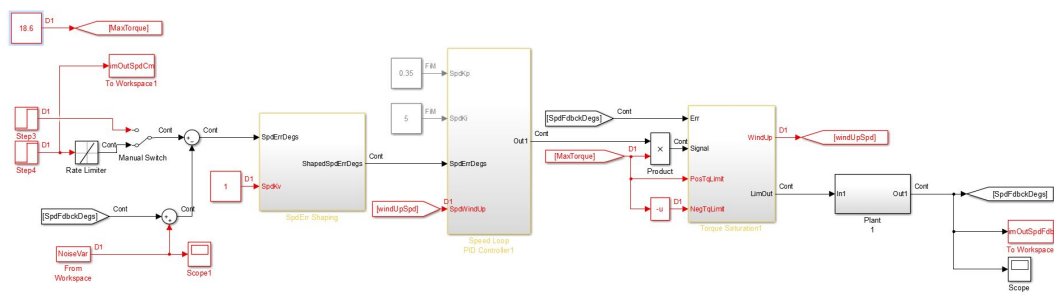 18.6
D1
[MaxTorque]
mOutSpdCm
To Workspace1
D1
Step3
D1
Step4
Rate Limiter
Cont
Cont
Manual Switch
Cont
[SpdFdbckDegs]
Cont
Cont
NoiseVar
D1
From
Workspace
Scope1
SpdErrDegs
ShapedSpdErrDegs
1
D1
SpdKv
SpdErr Shaping
Cont
0.35
FiM
SpdKp
5
FiM
SpdKi
Out1
SpdErrDegs
[windUpSpd]
D1
SpdWindUp
Speed Loop
PID Controller1
Cont
[SpdFdbckDegs]
Cont
[MaxTorque]
D1
×
Product
Cont
-u
D1
Err
Signal
PosTqLimit
NegTqLimit
WindUp
LimOut
Torque Saturation1
D1
[windUpSpd]
Cont
In1
Out1
Plant
1
Cont
[SpdFdbckDegs]
mOutSpdFdb
To Workspace
Scope